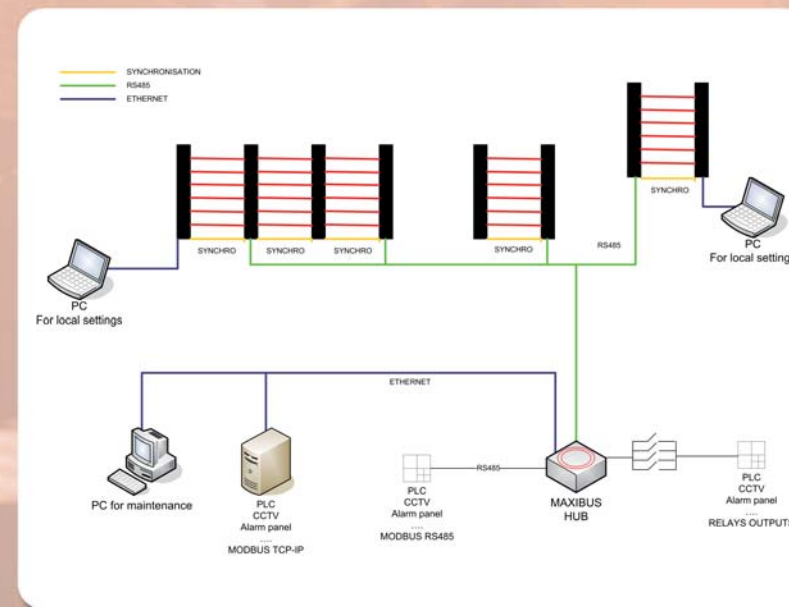 SYNCHRONISATION
RS485
ETHERNET
SYNCHRO
SYNCHRO
SYNCHRO
SYNCHRO
SYNCHRO
RS485
PC
For local settings
PC
For local setting
ETHERNET
PC for maintenance
PLC
CCTV
Alarm panel
....
MODBUS TCP-IP
RS485
PLC
CCTV
Alarm panel
....
MODBUS RS485
MAXIBUS
HUB
PLC
CCTV
Alarm panel
....
RELAYS OUTPUTS